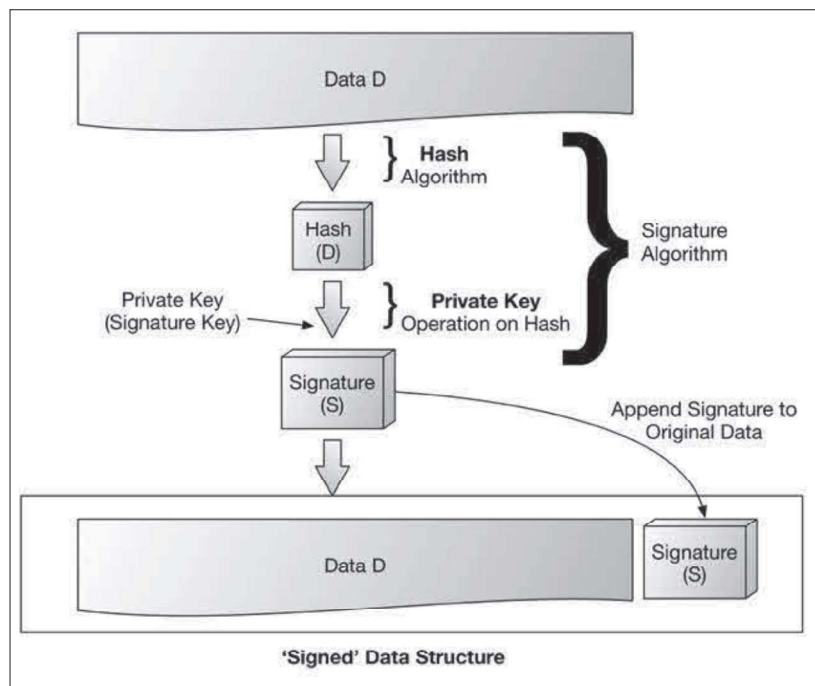 Data D
Hash
Algorithm
Hash
(D)
Signature
Algorithm
Private Key
(Signature Key)
Private Key
Operation on Hash
Signature
(S)
Append Signature to
Original Data
Data D
Signature
(S)
‘Signed’ Data Structure